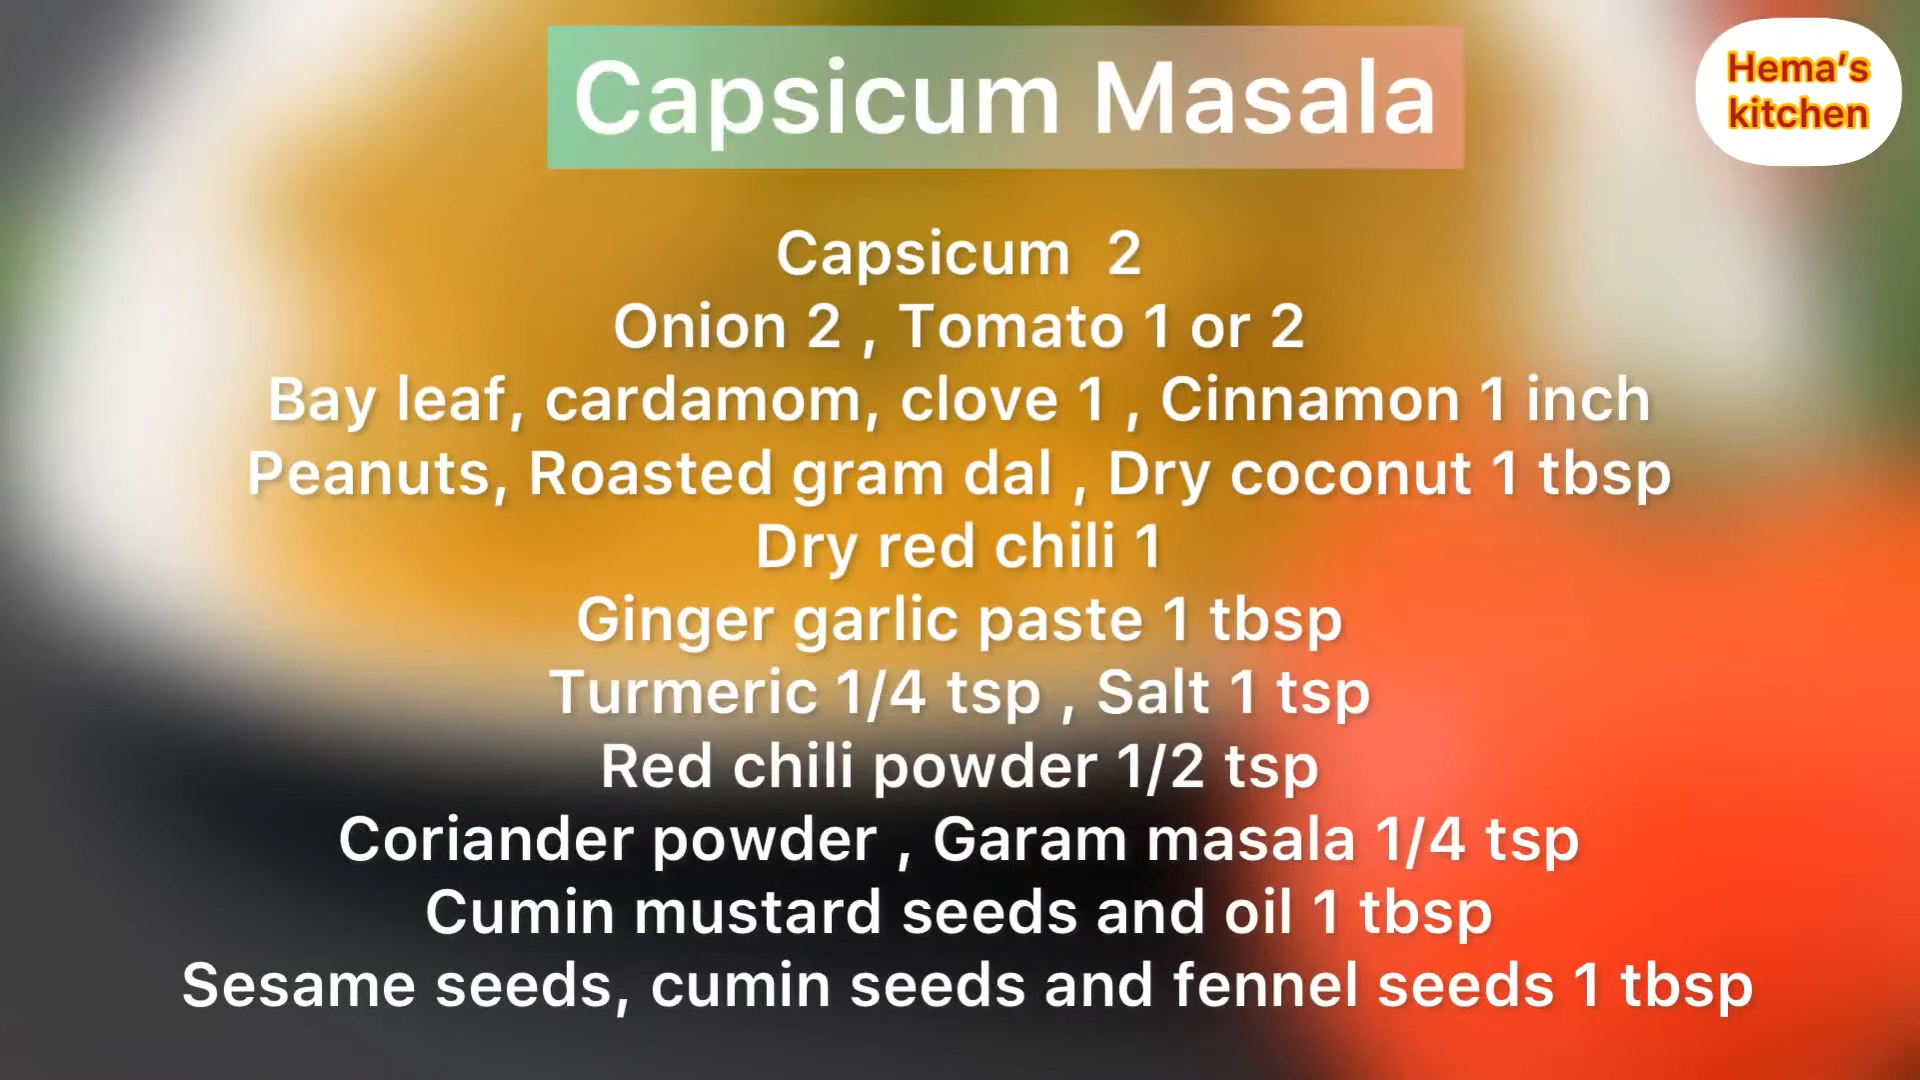 Capsicum Masala
Hema’s
kitchen
Capsicum 2
Onion 2 , Tomato 1 or 2
Bay leaf, cardamom, clove 1 , Cinnamon 1 inch
Peanuts, Roasted gram dal , Dry coconut 1 tbsp
Dry red chili 1
Ginger garlic paste 1 tbsp
Turmeric 1/4 tsp , Salt 1 tsp
Red chili powder 1/2 tsp
Coriander powder , Garam masala 1/4 tsp
Cumin mustard seeds and oil 1 tbsp
Sesame seeds, cumin seeds and fennel seeds 1 tbsp